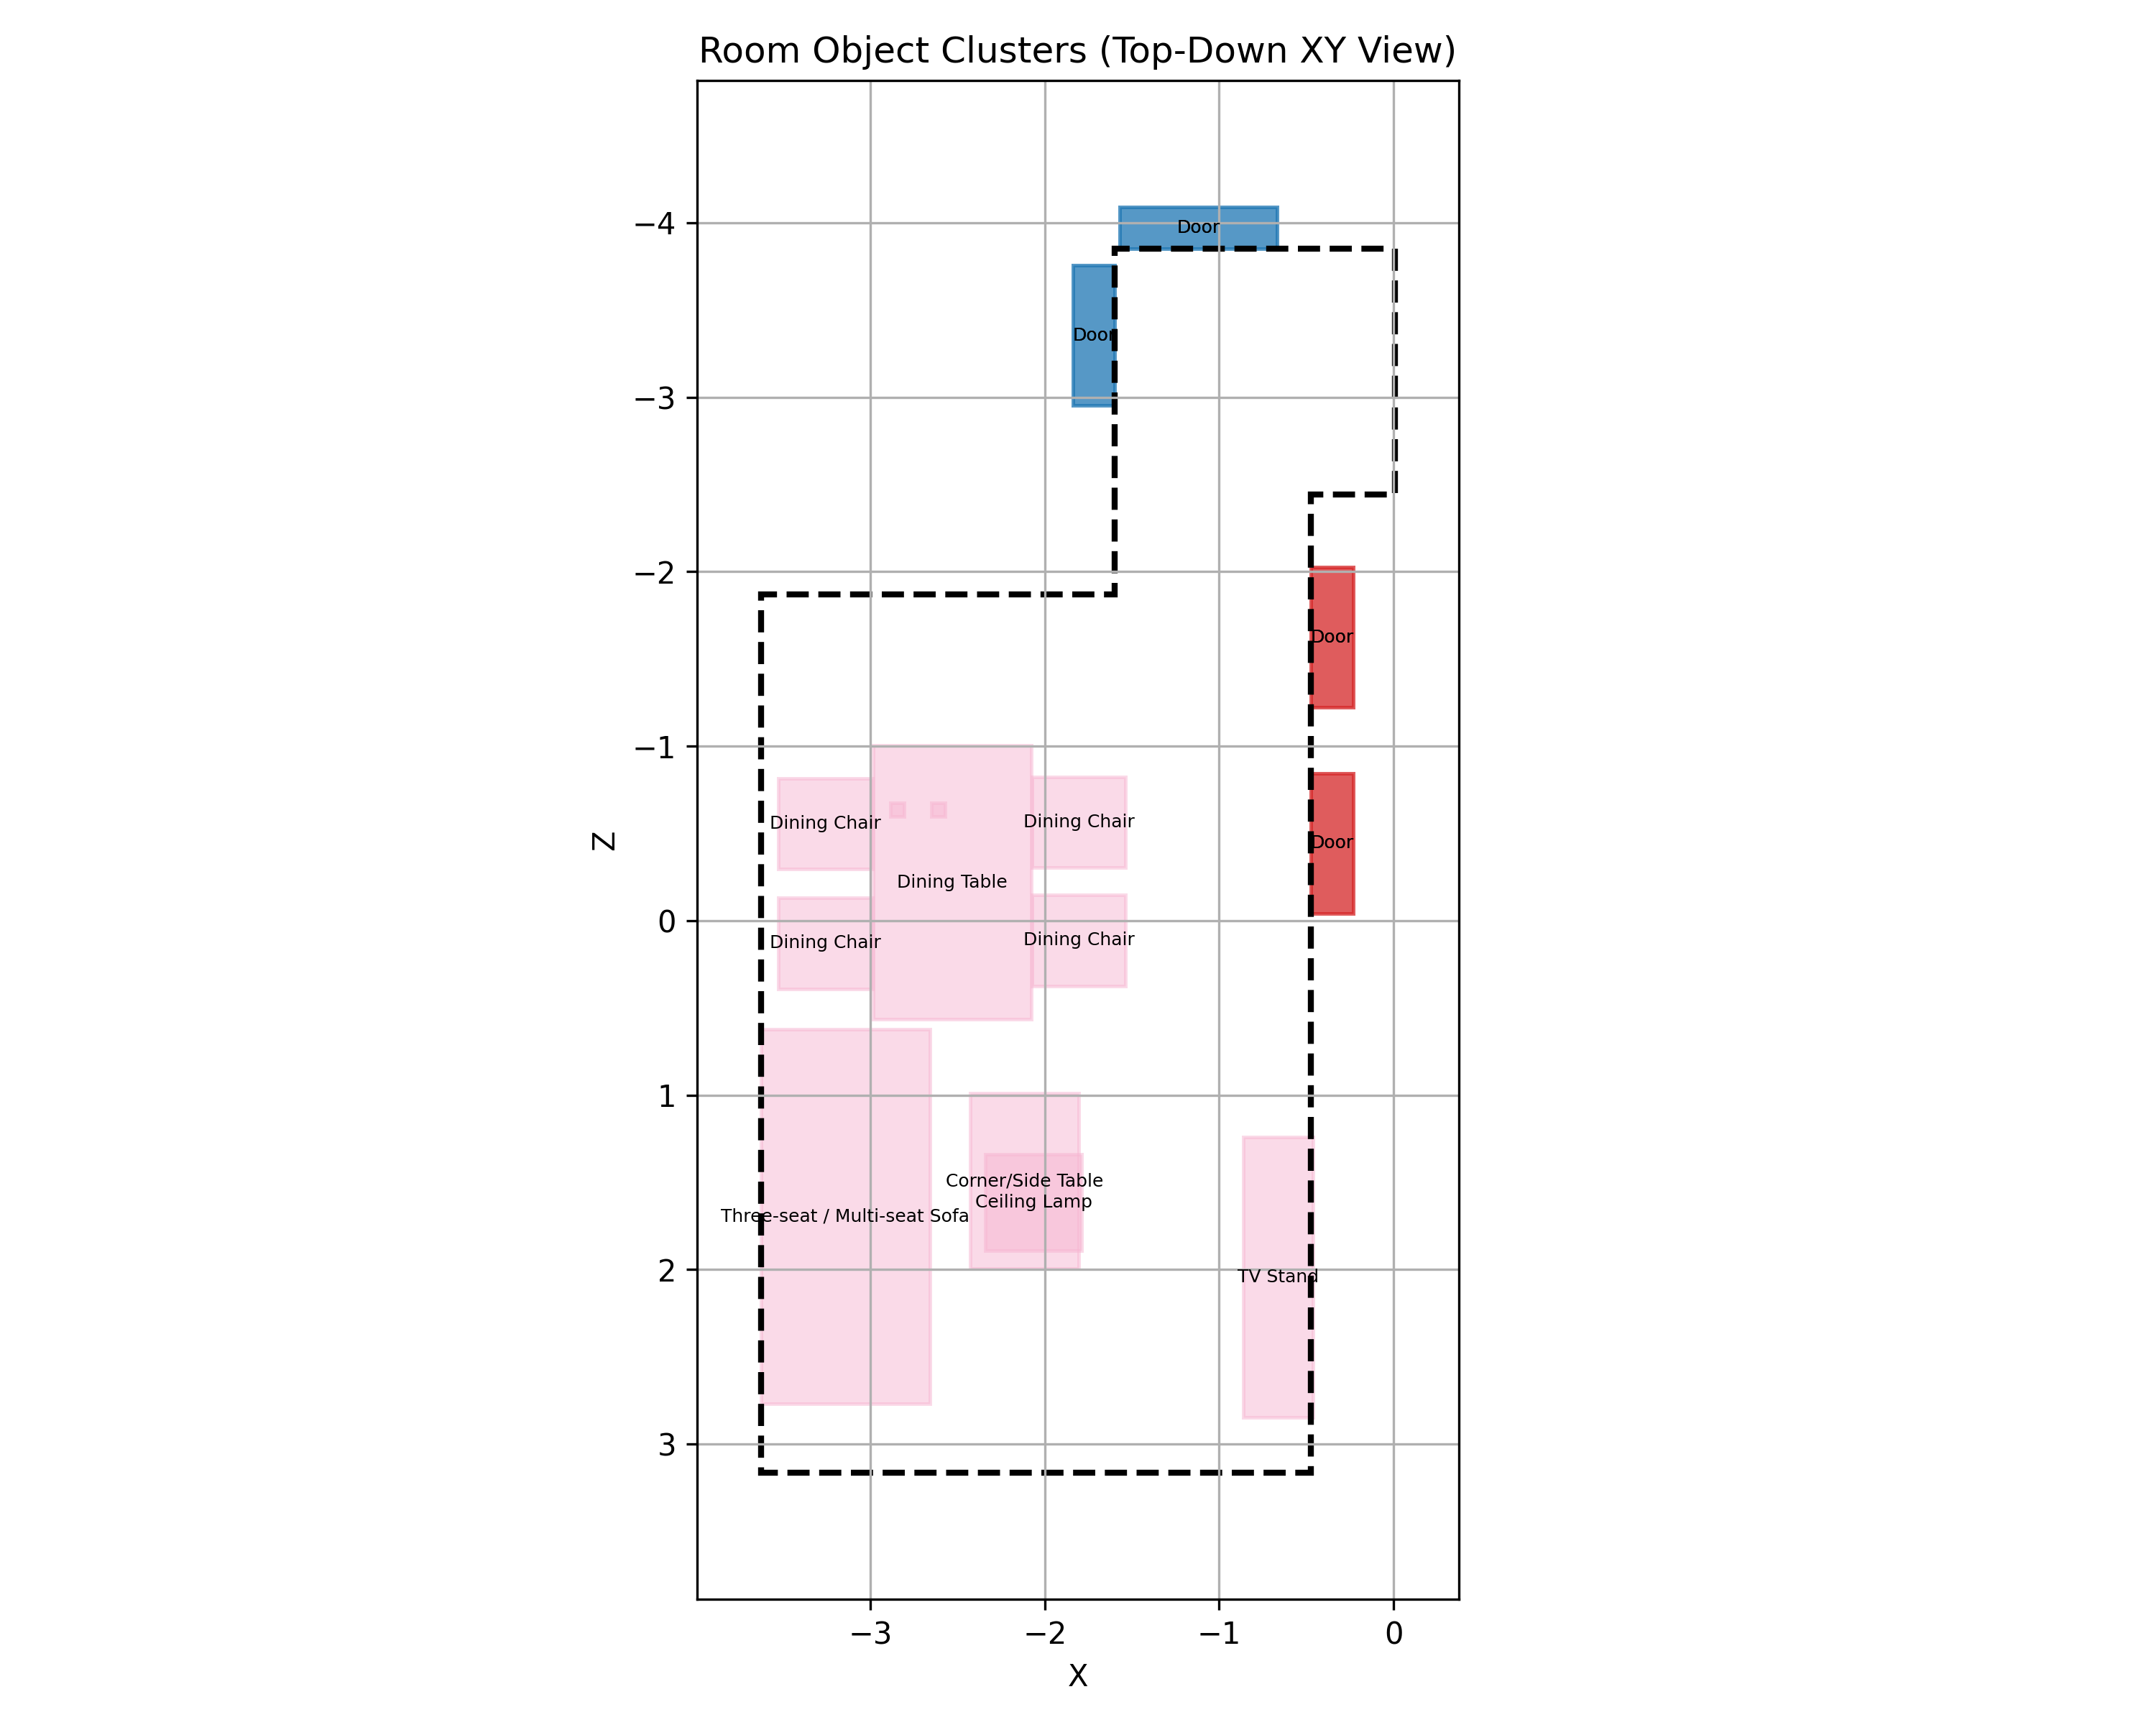 Room Object Clusters (Top-Down XY View)
−4
Door
Door
−3
−2
Door
−1
Dining Chair
Dining Chair
Door
Dining Table
Z
0
Dining Chair
Dining Chair
1
Corner/Side Table
Ceiling Lamp
Three-seat / Multi-seat Sofa
2
TV Stand
3
−3
−2
−1
0
X